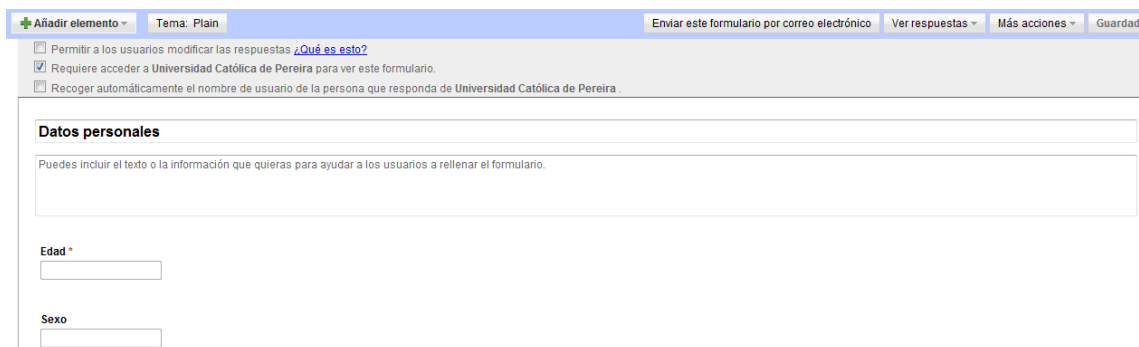 Añadir elemento Tema: Plain Enviar este formulario por correo electrónico Ver respuestas Más acciones Guardad
Permitir a los usuarios modificar las respuestas ¿Qué es esto?
Requiere acceder a Universidad Católica de Pereira para ver este formulario.
Recoger automáticamente el nombre de usuario de la persona que responda de Universidad Católica de Pereira .
Datos personales
Puedes incluir el texto o la información que quieras para ayudar a los usuarios a rellenar el formulario.
Edad *
Sexo